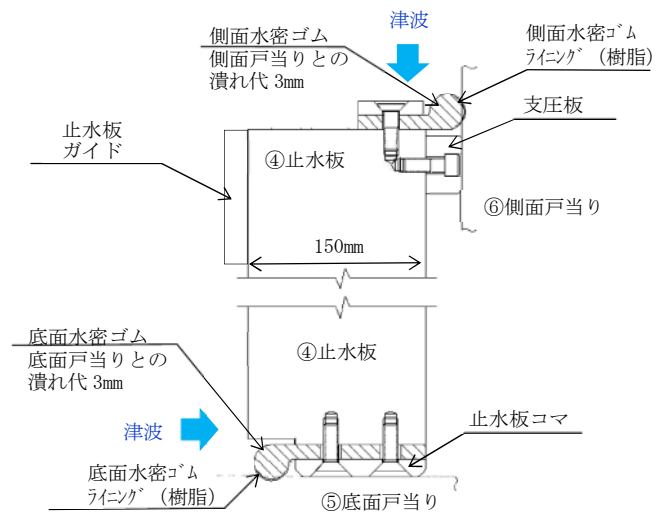 側面水密ゴム
側面戸当りとの
潰れ代 3mm
津波
側面水密ｺﾞﾑ
ﾗｲﾆﾝｸﾞ (樹脂)
支圧板
止水板
ガイド
④止水板
⑥側面戸当り
150mm
底面水密ゴム
底面戸当りとの
潰れ代 3mm
④止水板
津波
止水板コマ
底面水密ｺﾞﾑ
ﾗｲﾆﾝｸﾞ (樹脂)
⑤底面戸当り